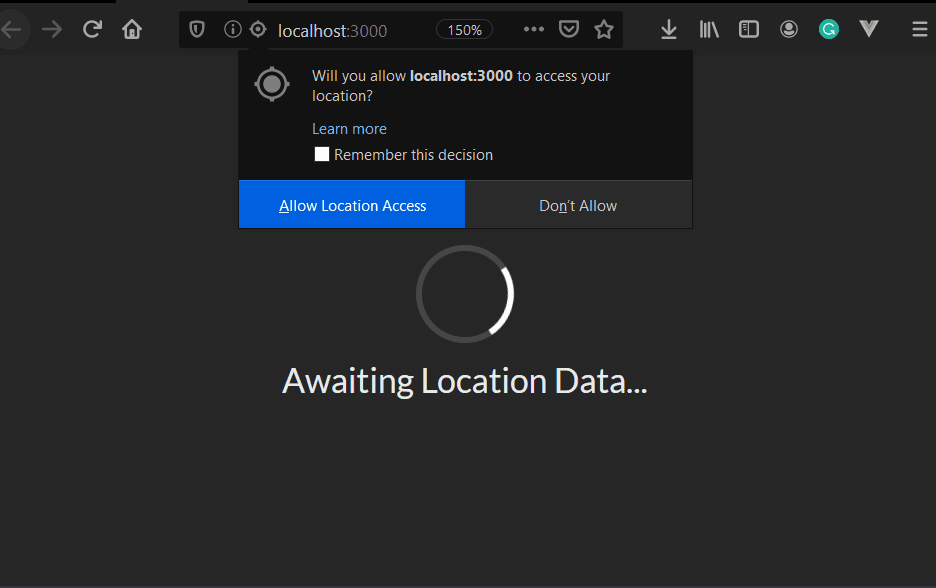 localhost:3000
150%
Will you allow localhost:3000 to access your
location?
Learn more
Remember this decision
Allow Location Access
Don’t Allow
Awaiting Location Data...